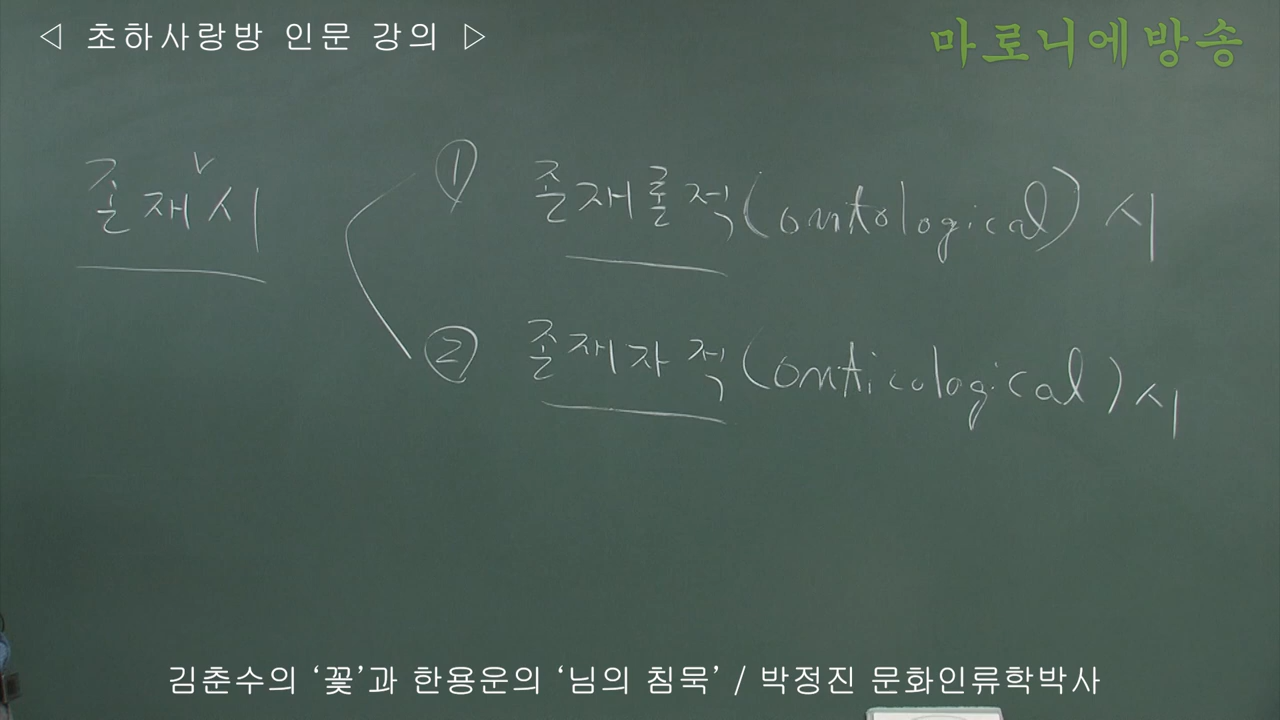 ◁ 초하사랑방 인문 강의 ▷
마로니에방송
존재 ∨ 시
① 존재론적(ontological) 시
② 존재자적(onticological) 시
김춘수의 ‘꽃’과 한용운의 ‘님의 침묵’ / 박정진 문화인류학박사